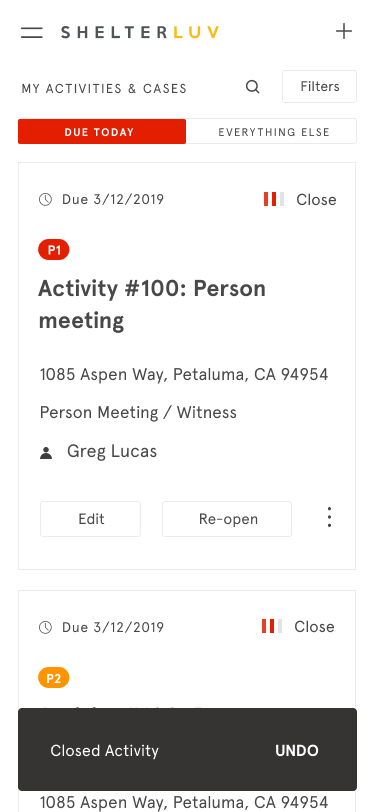 SHELTERLUV
MY ACTIVITIES & CASES
Filters
DUE TODAY
EVERYTHING ELSE
Due 3/12/2019
Close
P1
Activity #100: Person
meeting
1085 Aspen Way, Petaluma, CA 94954
Person Meeting / Witness
Greg Lucas
Edit
Re-open
Due 3/12/2019
Close
P2
Closed Activity
UNDO
1085 Aspen Way, Petaluma, CA 94954